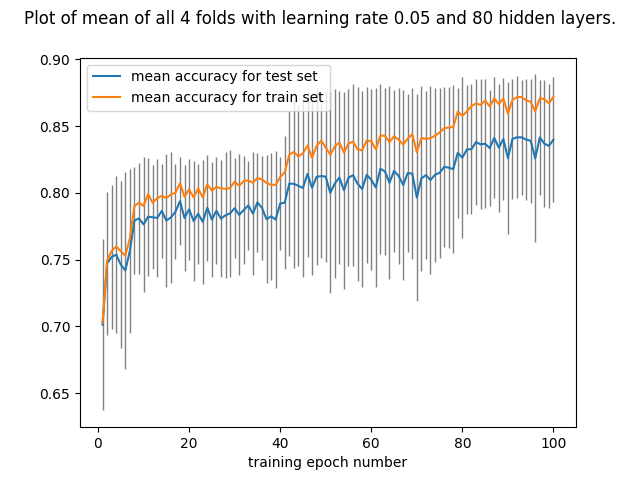 Plot of mean of all 4 folds with learning rate 0.05 and 80 hidden layers.
0.90
mean accuracy for test set
mean accuracy for train set
0.85
0.80
0.75
0.70
0.65
0 20 40 60 80 100
training epoch number